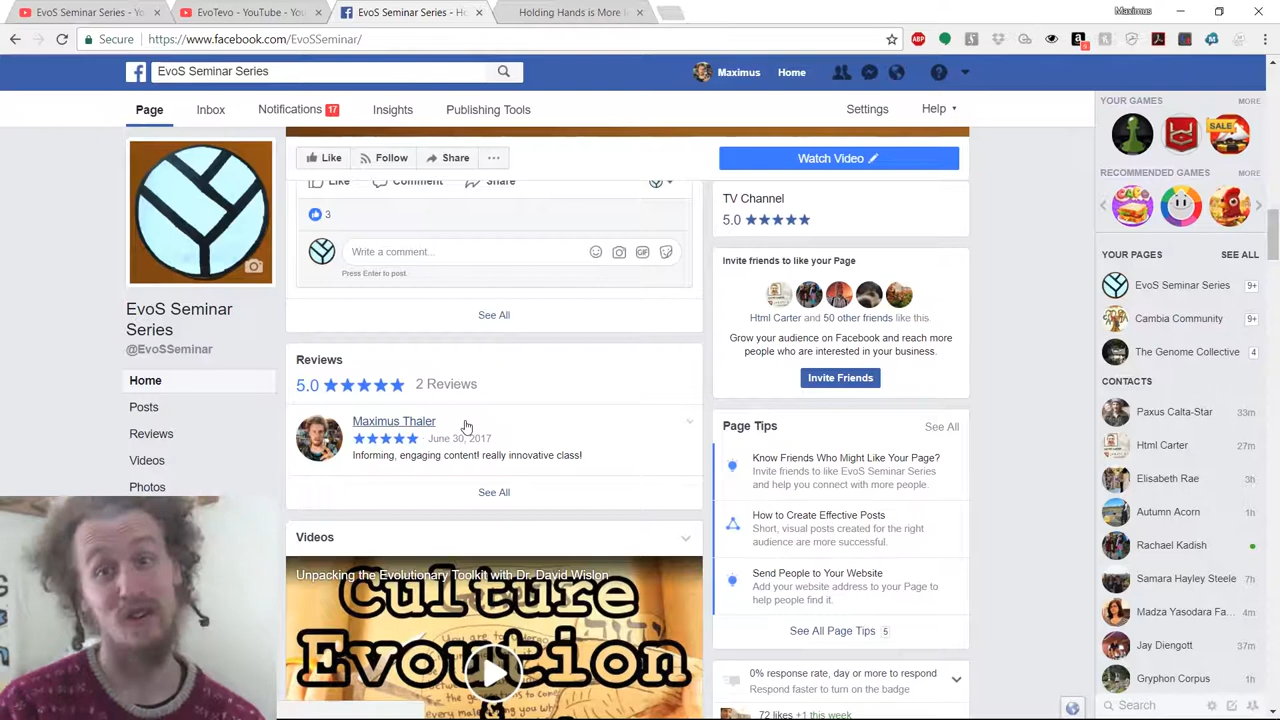 EvoS Seminar Series - Yo
EvoTevo - YouTube - You
EvoS Seminar Series - Ho
Holding Hands is More I
Maximus
Secure
https://www.facebook.com/EvoSSeminar/
EvoS Seminar Series
Maximus
Home
Page
Inbox
Notifications 17
Insights
Publishing Tools
Settings
Help
Like
Follow
Share
Watch Video
Like
Comment
Share
3
Write a comment...
GIF
Press Enter to post.
See All
EvoS Seminar Series
@EvoSSeminar
Home
Posts
Reviews
Videos
Photos
Reviews
5.0
2 Reviews
Maximus Thaler
June 30, 2017
Informing, engaging content! really innovative class!
See All
Videos
Unpacking the Evolutionary Toolkit with Dr. David Wislon
Culture
Evolution
TV Channel
5.0
Invite friends to like your Page
Html Carter and 50 other friends like this.
Grow your audience on Facebook and reach more
people who are interested in your business.
Invite Friends
Page Tips
See All
Know Friends Who Might Like Your Page?
Invite friends to like EvoS Seminar Series
and help you connect with more people.
How to Create Effective Posts
Short, visual posts created for the right
audience are more successful.
Send People to Your Website
Add your website address to your Page to
help people find it.
See All Page Tips 5
0% response rate, day or more to respond
Respond faster to turn on the badge
72 likes +1 this week
YOUR GAMES
MORE
SALE
RECOMMENDED GAMES
MORE
YOUR PAGES
SEE ALL
EvoS Seminar Series 9+
Cambia Community 9+
The Genome Collective 4
CONTACTS
Paxus Calta-Star 33m
Html Carter 27m
Elisabeth Rae 3h
Autumn Acorn 1h
Rachael Kadish
Samara Hayley Steele 7h
Madza Yasodara Fa... 4m
Jay Diengott 37m
Gryphon Corpus 1h
Search